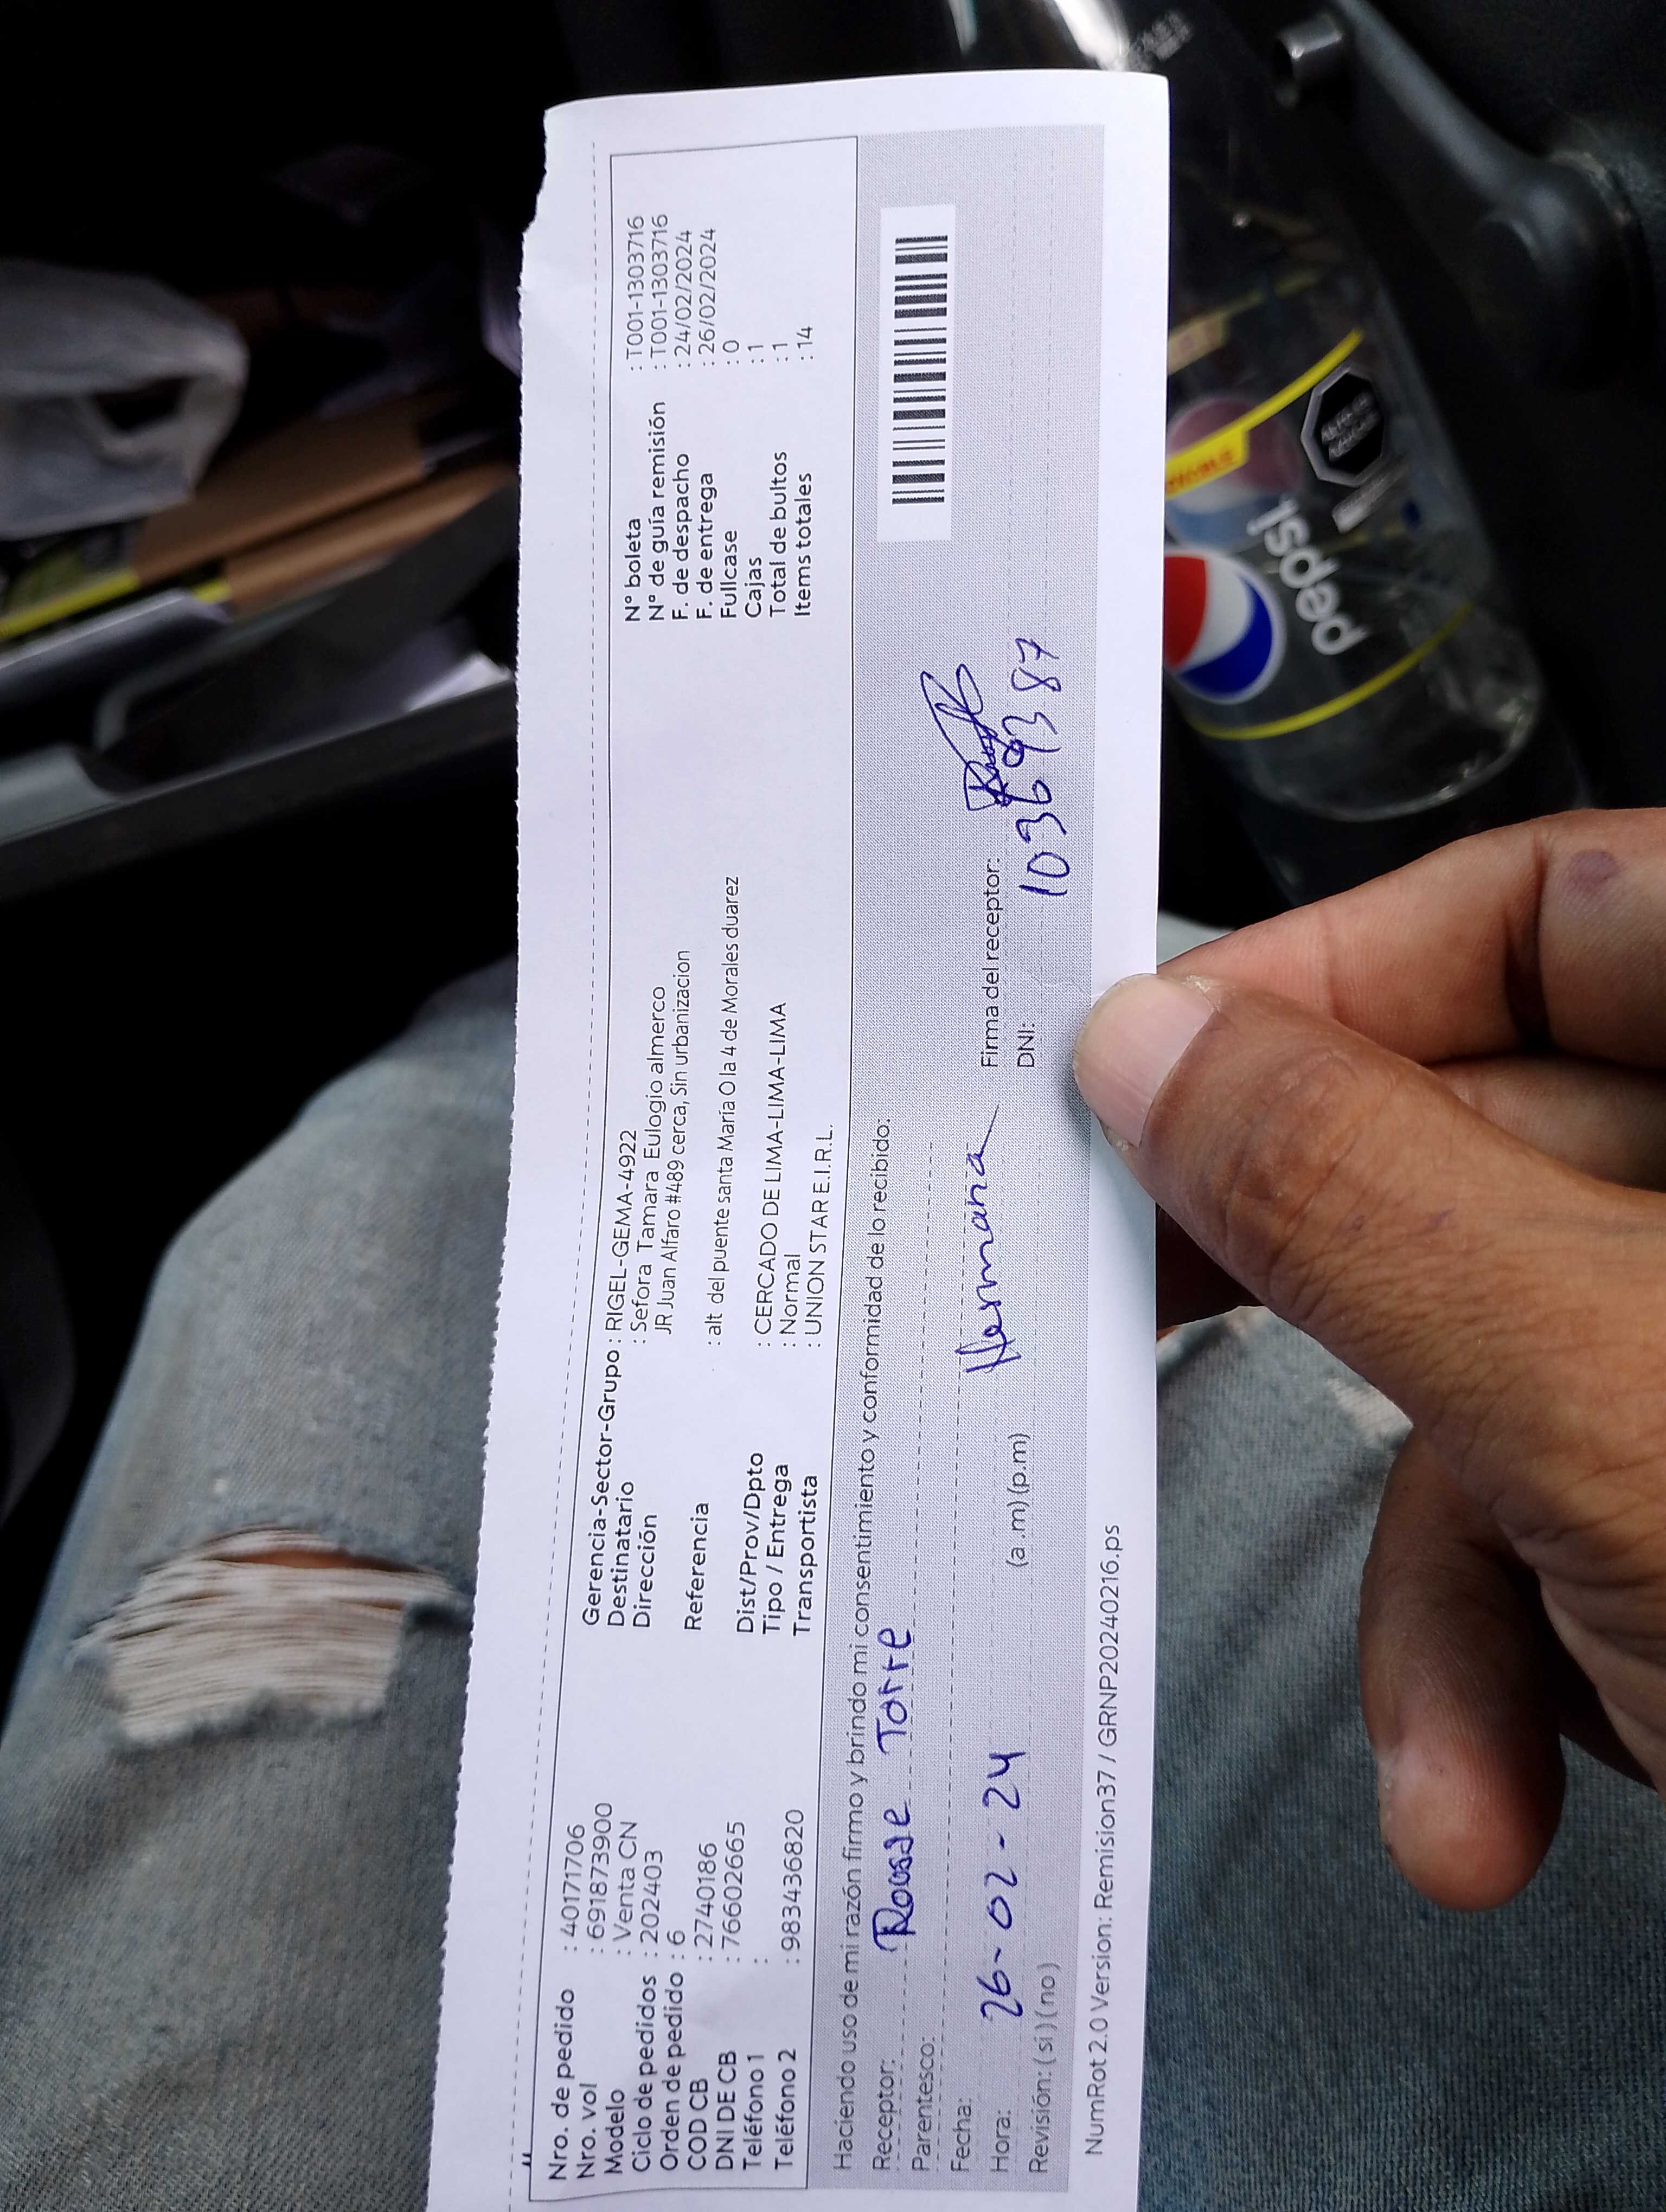 Nro. de pedido : 40171706
Nro. vol : 69187З900
Modelo : Venta CN
Ciclo de pedidos : 202403
Orden de pedido : 6
COD CB : 2740186
DNI DE CB : 76602665
Teléfono 1 :
Teléfono 2 : 983436820
Gerencia-Sector-Grupo : RIGEL-GEMA-4922
Destinatario : Sefora Tamara Eulogio almerco
Dirección JR Juan Alfaro #489 cerca, Sin urbanizacion
Referencia : alt del puente santa María O la 4 de Morales duarez
Dist/Prov/Dpto : CERCADO DE LIMA-LIMA-LIMA
Tipo / Entrega : Normal
Transportista : UNION STAR E.I.R.L.
N° boleta : T001-1303716
N° de guía remisión : T001-1303716
F. de despacho : 24/02/2024
F. de entrega : 26/02/2024
Fullcase : 0
Cajas : 1
Total de bultos : 1
Items totales : 14
Haciendo uso de mi razón firmo y brindo mi consentimiento y conformidad de lo recibido:
Receptor: Rousse Torre
Parentesco: Hermana
Fecha: 26-02-24
Hora: (a.m) (p.m)
Revisión: (si) (no)
Firma del receptor:
DNI: 10369387
NumRot 2.0 Version: Remision37 / GRNP20240216.ps
pepsi